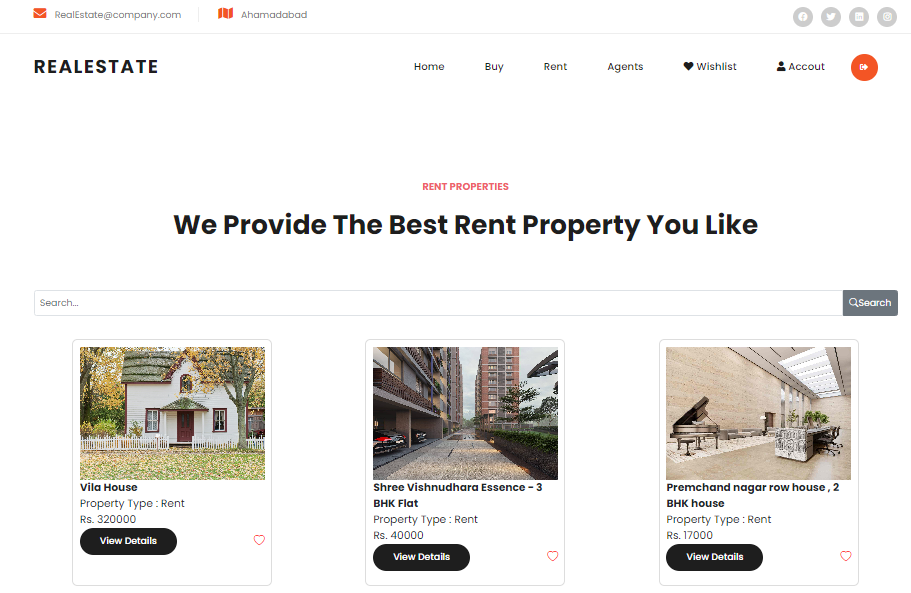 RealEstate@company.com Ahamadabad
REALESTATE
Home Buy Rent Agents Wishlist Accout
RENT PROPERTIES
We Provide The Best Rent Property You Like
Search... Search
Vila House
Property Type : Rent
Rs. 320000
View Details
Shree Vishnudhara Essence - 3
BHK Flat
Property Type : Rent
Rs. 40000
View Details
Premchand nagar row house , 2
BHK house
Property Type : Rent
Rs. 17000
View Details